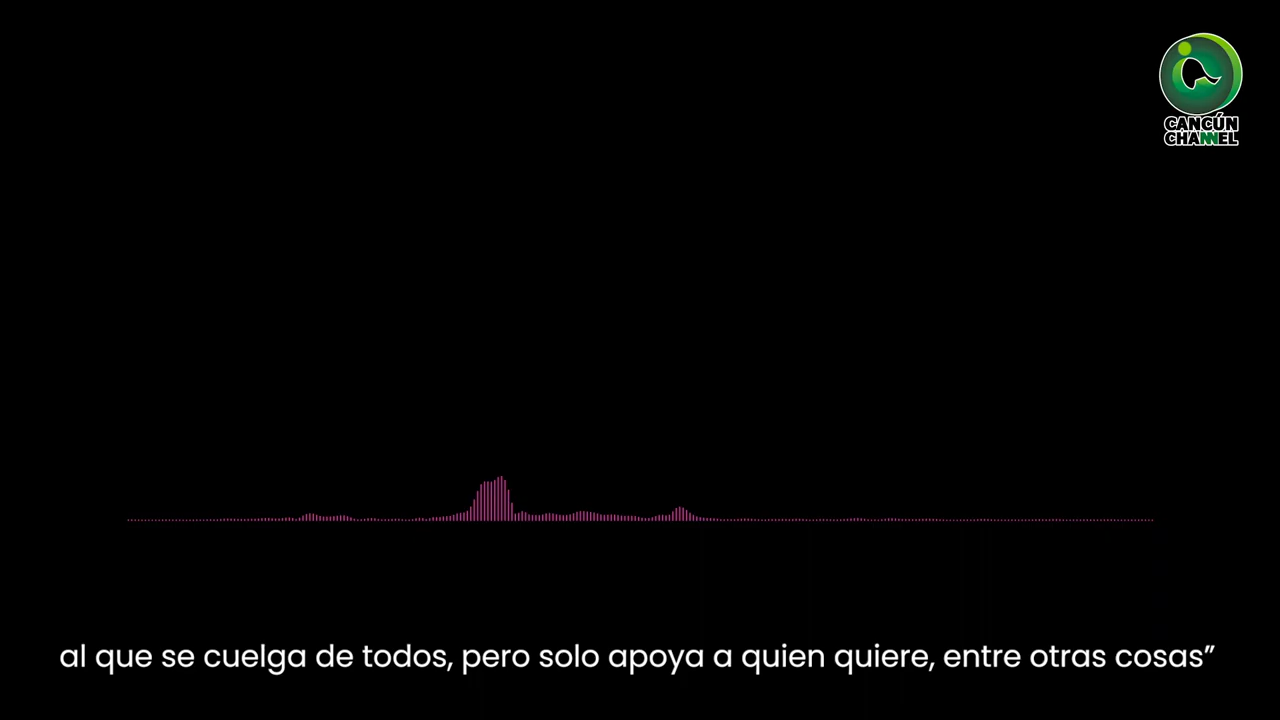 CANCÚN
CHANNEL
al que se cuelga de todos, pero solo apoya a quien quiere, entre otras cosas”